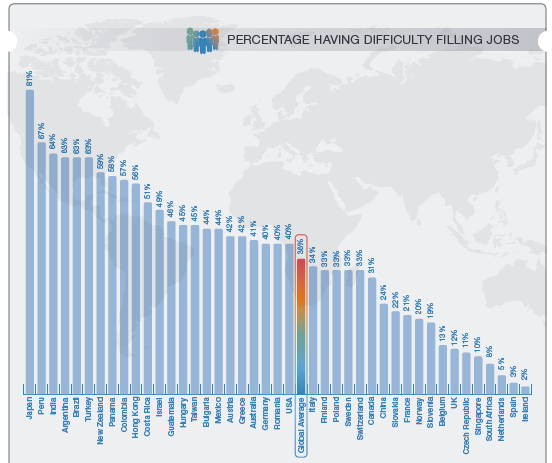 PERCENTAGE HAVING DIFFICULTY FILLING JOBS
81%
67%
64%
63%
63%
63%
59%
58%
57%
56%
51%
49%
46%
45%
45%
44%
44%
42%
42%
41%
40%
40%
40%
36%
34%
33%
33%
33%
33%
31%
24%
22%
21%
20%
19%
13%
12%
11%
10%
8%
5%
3%
2%
Japan
Peru
India
Argentina
Brazil
Turkey
New Zealand
Panama
Colombia
Hong Kong
Costa Rica
Israel
Guatemala
Hungary
Taiwan
Bulgaria
Mexico
Austria
Greece
Australia
Germany
Romania
USA
Global Average
Italy
Finland
Poland
Sweden
Switzerland
Canada
China
Slovakia
France
Norway
Slovenia
Belgium
UK
Czech Republic
Singapore
South Africa
Netherlands
Spain
Ireland